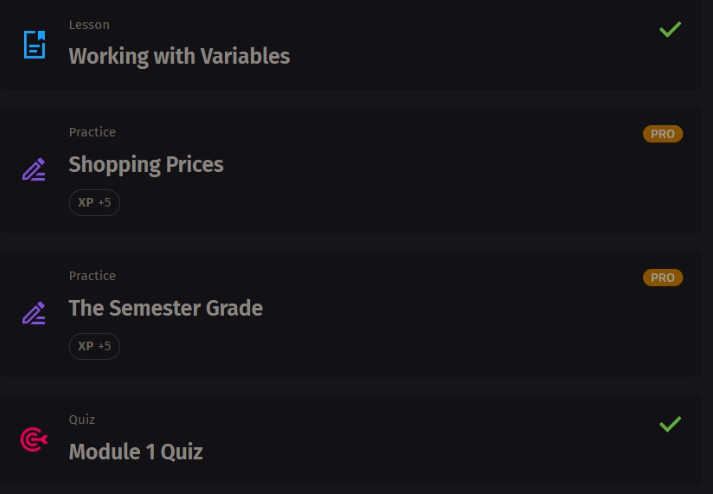 Lesson
Working with Variables
Practice
PRO
Shopping Prices
XP +5
Practice
PRO
The Semester Grade
XP +5
Quiz
Module 1 Quiz